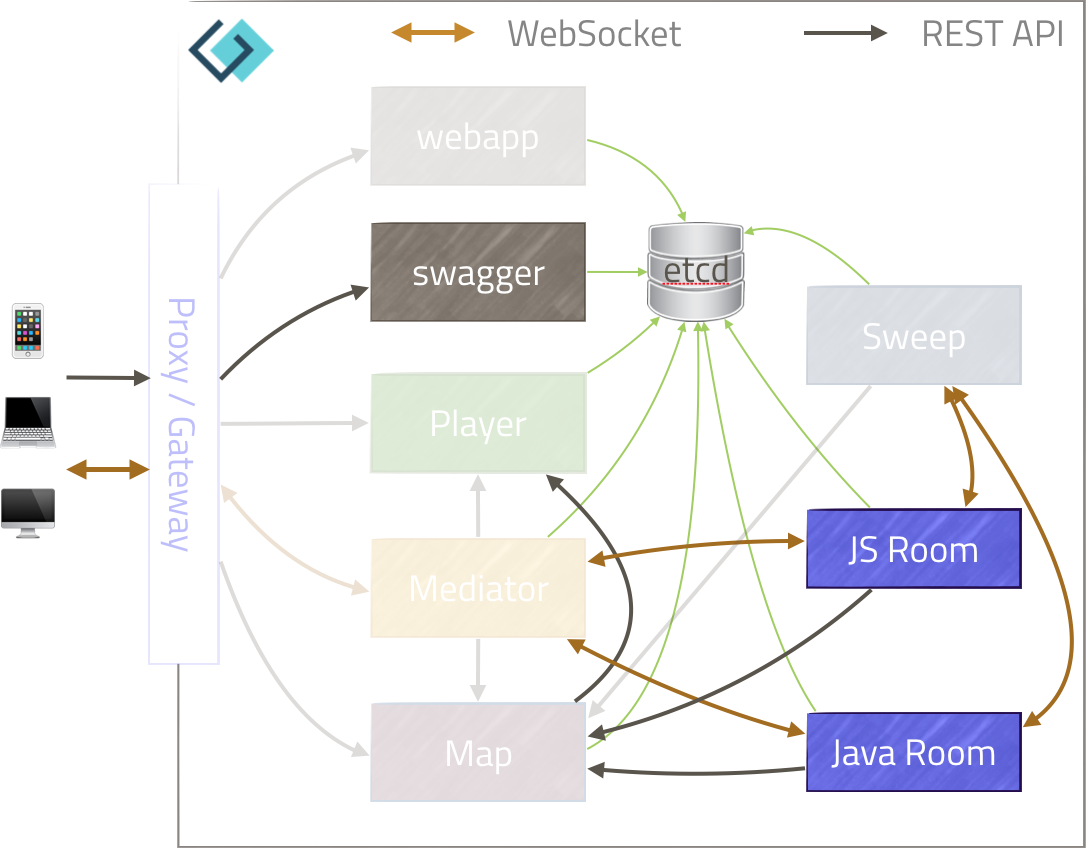 WebSocket
REST API
webapp
swagger
etcd
Sweep
Proxy / Gateway
Player
JS Room
Mediator
Map
Java Room